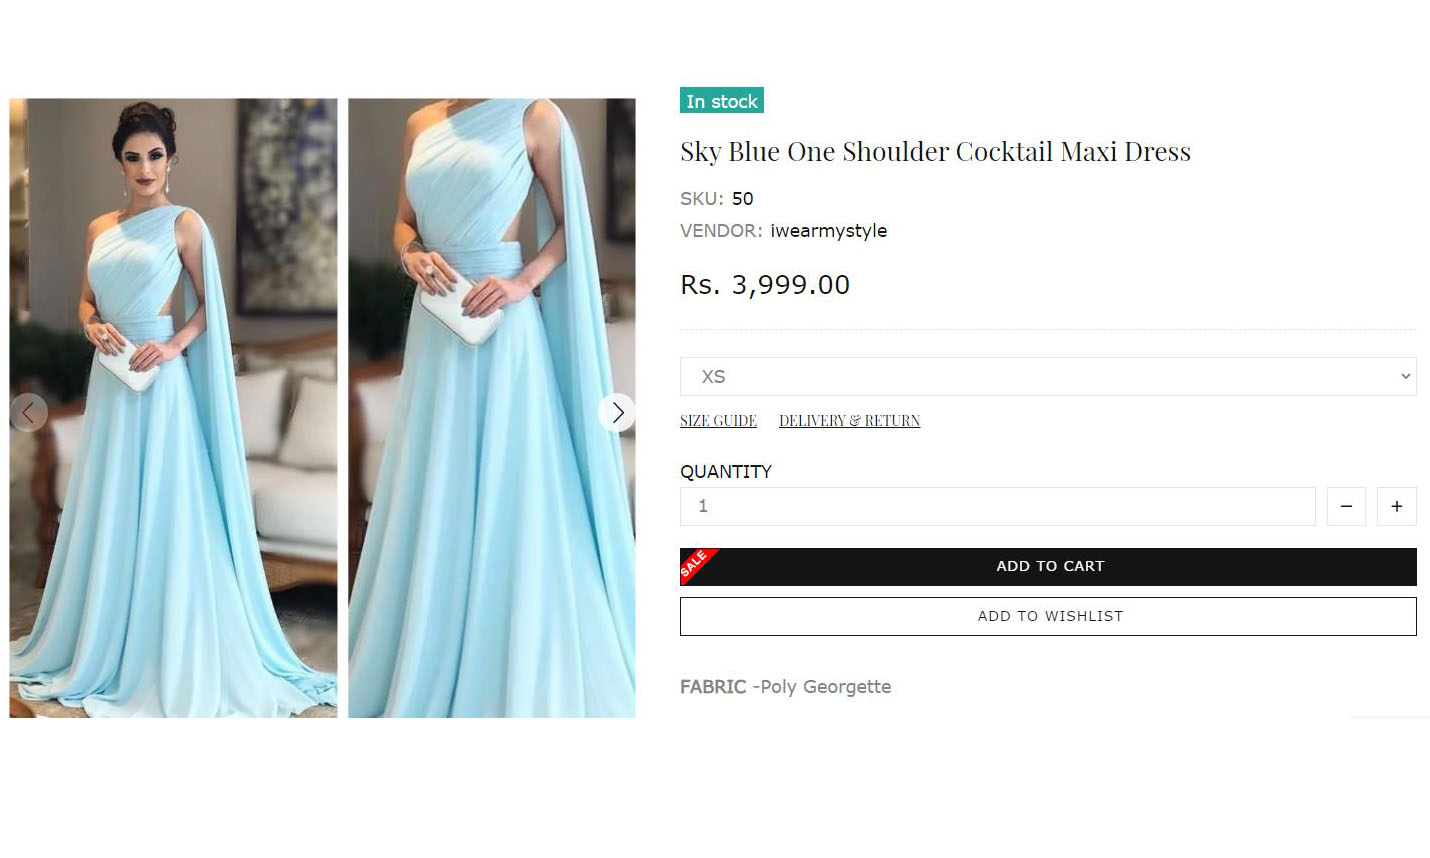 In stock
Sky Blue One Shoulder Cocktail Maxi Dress
SKU: 50
VENDOR: iwearmystyle
Rs. 3,999.00
XS
SIZE GUIDE DELIVERY & RETURN
QUANTITY
1
− +
SALE
ADD TO CART
ADD TO WISHLIST
FABRIC -Poly Georgette